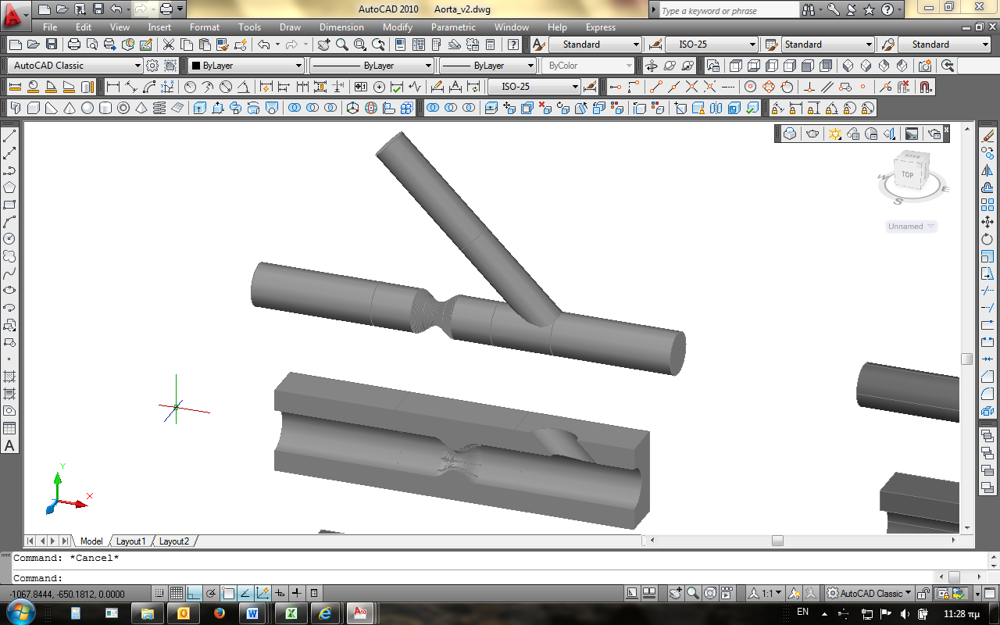 AutoCAD 2010 Aorta_v2.dwg
Type a keyword or phrase
File Edit View Insert Format Tools Draw Dimension Modify Parametric Window Help Express
Standard ISO-25 Standard Standard
AutoCAD Classic ByLayer ByLayer ByLayer ByColor
ISO-25
BACK
TOP
W
E
S
Unnamed
Y
X
Model Layout1 Layout2
Command: *Cancel*
Command:
-1067.8444, -650.1812, 0.0000
1:1 AutoCAD Classic
EN 11:28 πμ